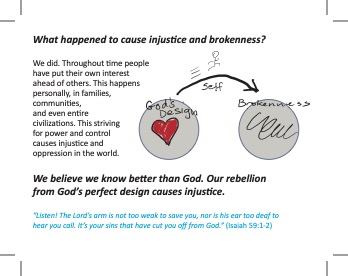 What happened to cause injustice and brokenness?
We did. Throughout time people
have put their own interest
ahead of others. This happens
personally, in families,
communities,
and even entire
civilizations. This striving
for power and control
causes injustice and
oppression in the world.
Self
God's
Design
Brokenness
We believe we know better than God. Our rebellion
from God's perfect design causes injustice.
"Listen! The Lord's arm is not too weak to save you, nor is his ear too deaf to
hear you call. It's your sins that have cut you off from God." (Isaiah 59:1-2)